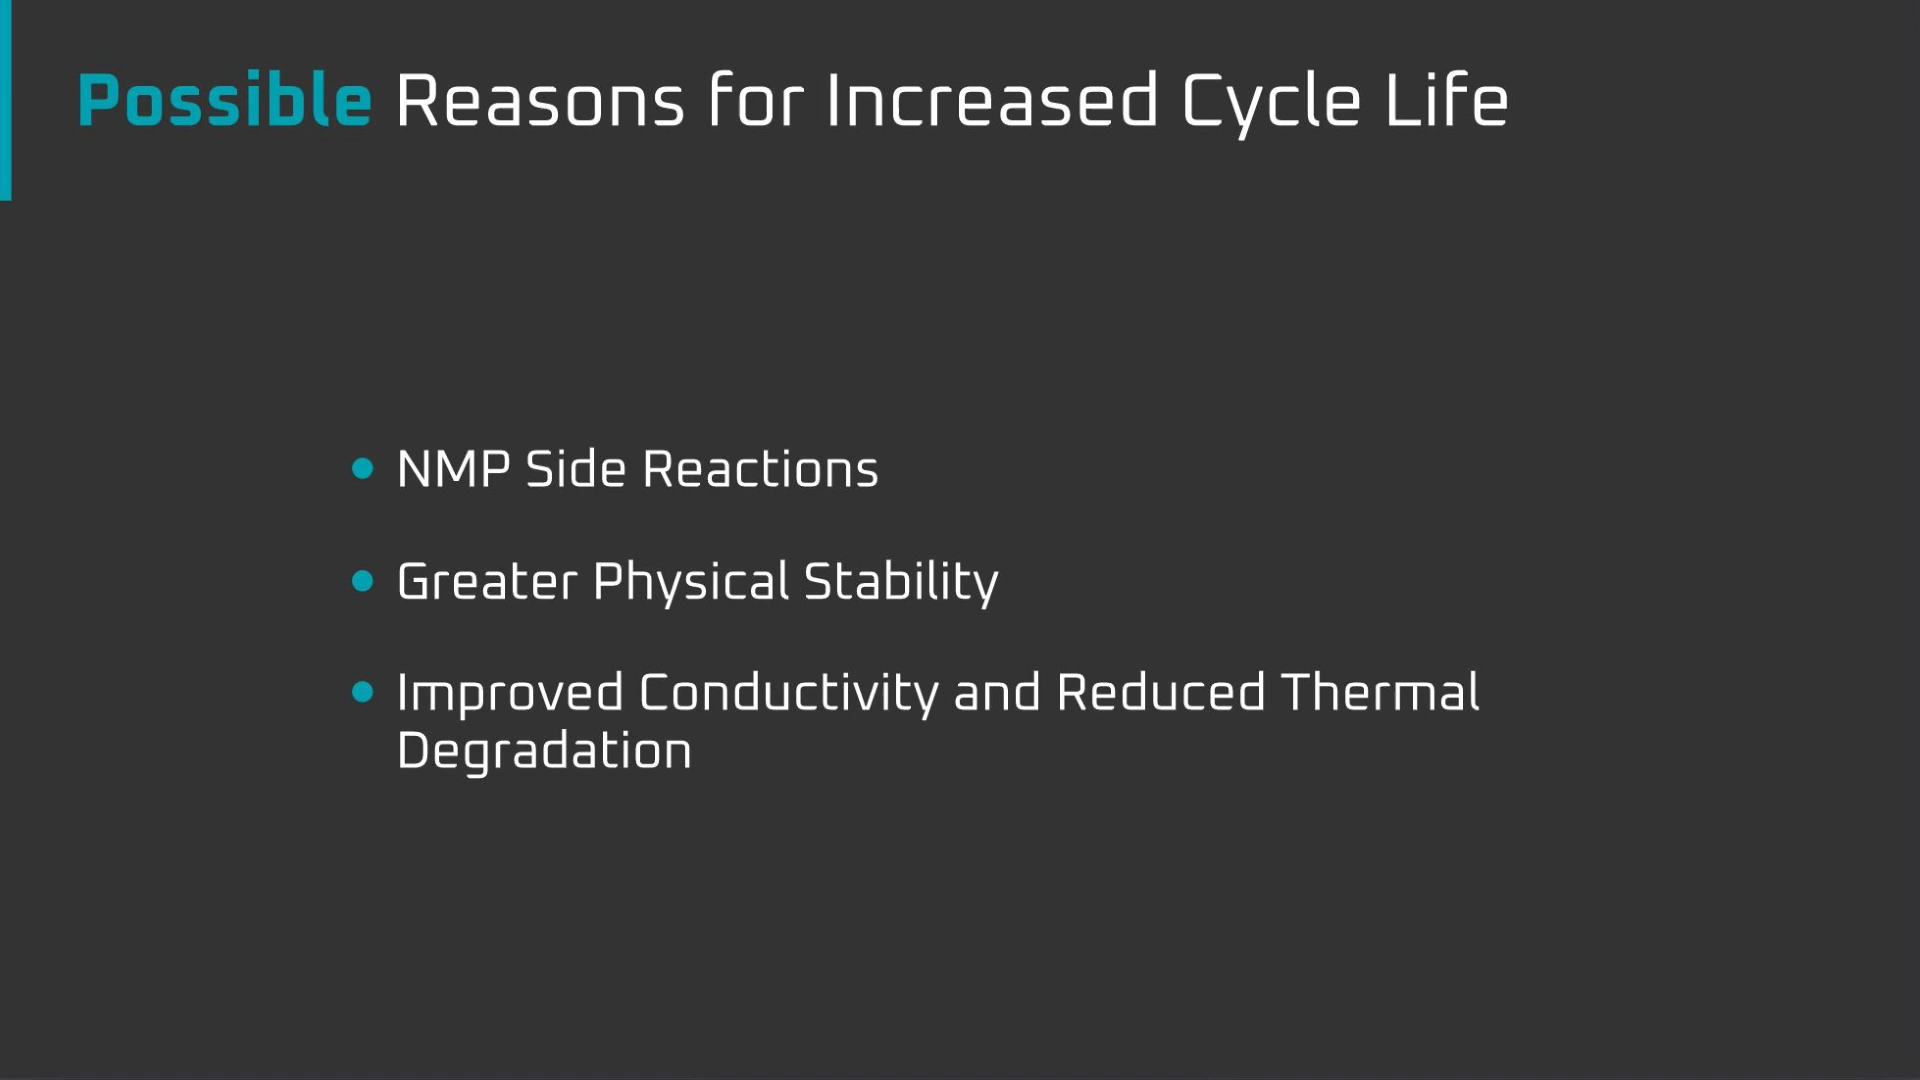 Possible Reasons for Increased Cycle Life
• NMP Side Reactions
• Greater Physical Stability
• Improved Conductivity and Reduced Thermal
Degradation